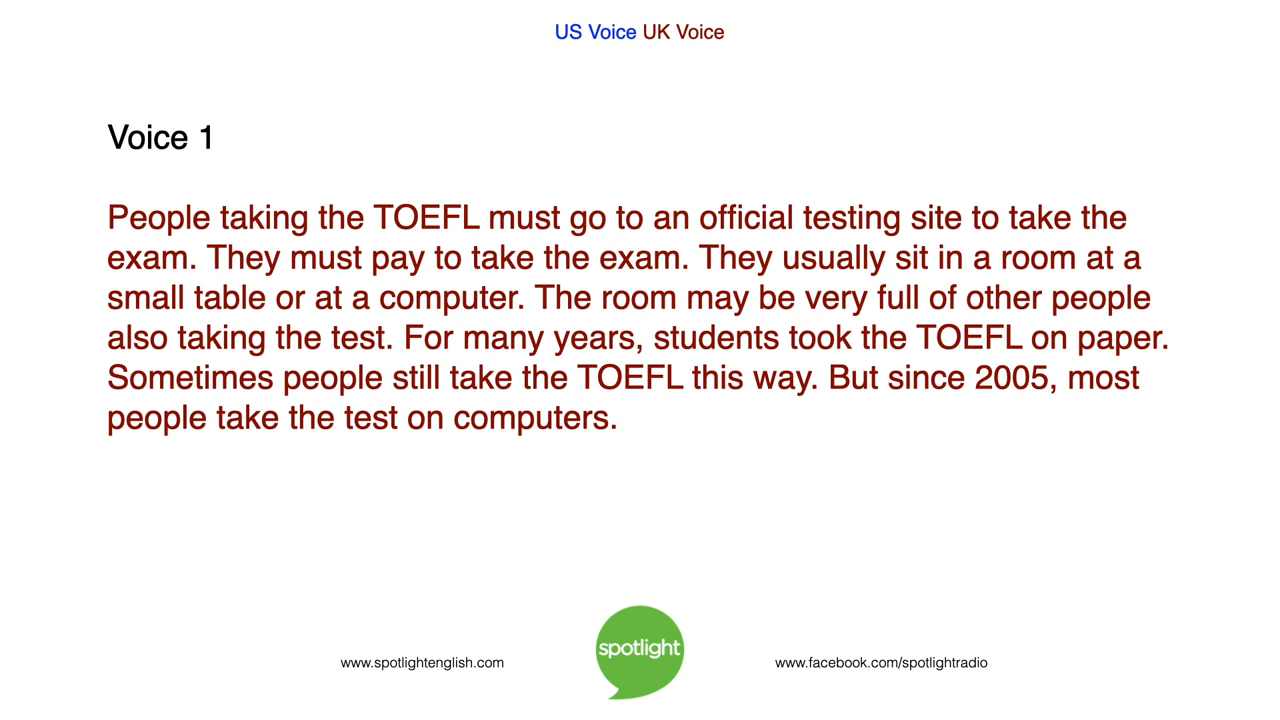 US Voice UK Voice
Voice 1
People taking the TOEFL must go to an official testing site to take the
exam. They must pay to take the exam. They usually sit in a room at a
small table or at a computer. The room may be very full of other people
also taking the test. For many years, students took the TOEFL on paper.
Sometimes people still take the TOEFL this way. But since 2005, most
people take the test on computers.
www.spotlightenglish.com
spotlight
www.facebook.com/spotlightradio